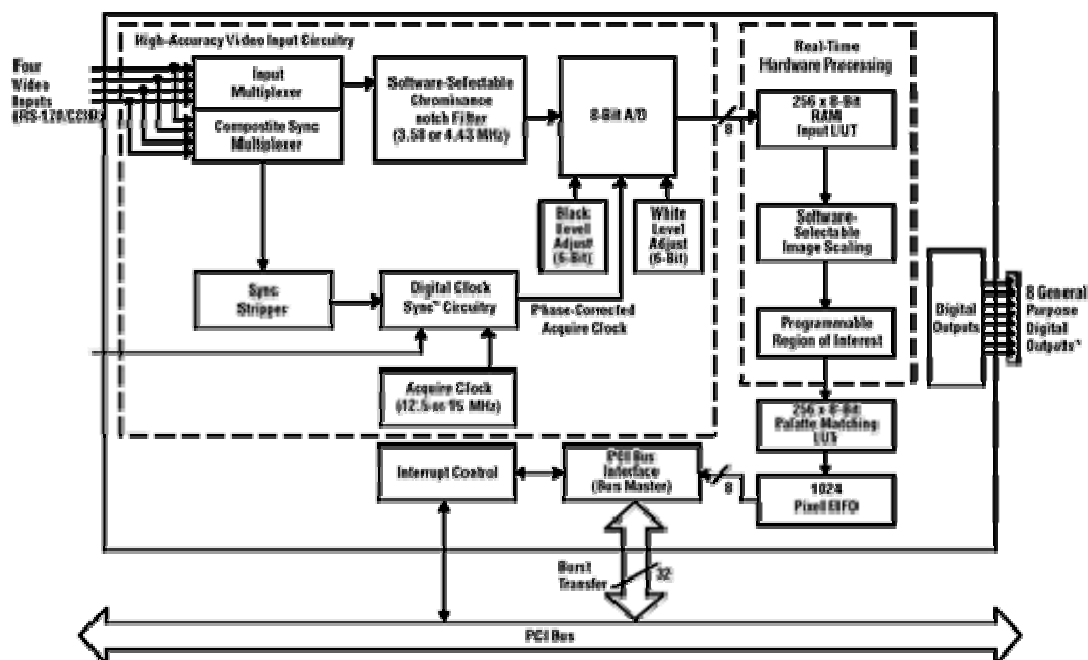 High-Accuracy Video Input Circuitry
Four
Video
Inputs
(RS-170/CCIR)
Input
Multiplexer
Composite Sync
Multiplexer
Software-Selectable
Chrominance
notch Filter
(3.58 or 4.43 MHz)
8-Bit A/D
8
Black
Level
Adjust
(6-Bit)
White
Level
Adjust
(6-Bit)
Sync
Stripper
Digital Clock
Sync™ Circuitry
Phase-Corrected
Acquire Clock
Acquire Clock
(12.5 or 15 MHz)
Real-Time
Hardware Processing
256 x 8-Bit
RAM
Input LUT
Software-
Selectable
Image Scaling
Programmable
Region of Interest
256 x 8-Bit
Palatte Matching
LUT
1024
Pixel FIFO
Digital
Outputs
8 General
Purpose
Digital
Outputs*
Interrupt Control
PCI Bus
Interface
(Bus Master)
8
Burst
Transfer
32
PCI Bus